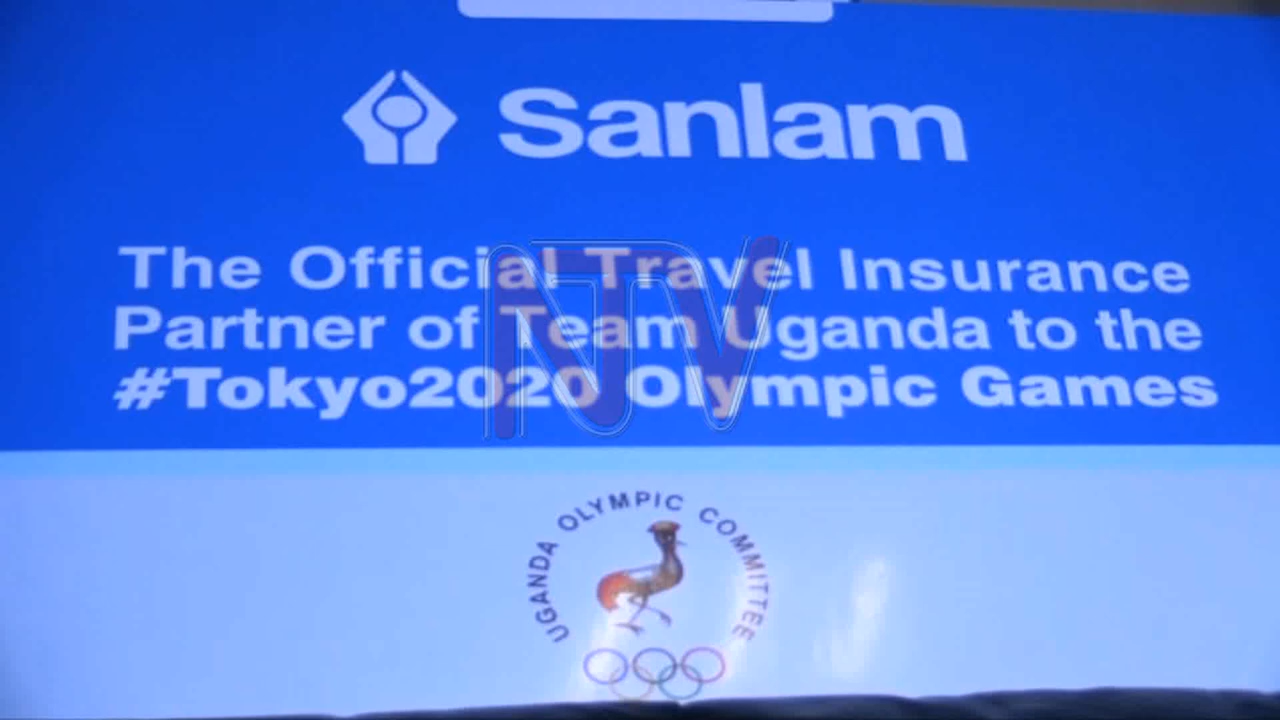 Sanlam
The Official Travel Insurance
Partner of Team Uganda to the
#Tokyo2020 Olympic Games
NTV
UGANDA OLYMPIC COMMITTEE